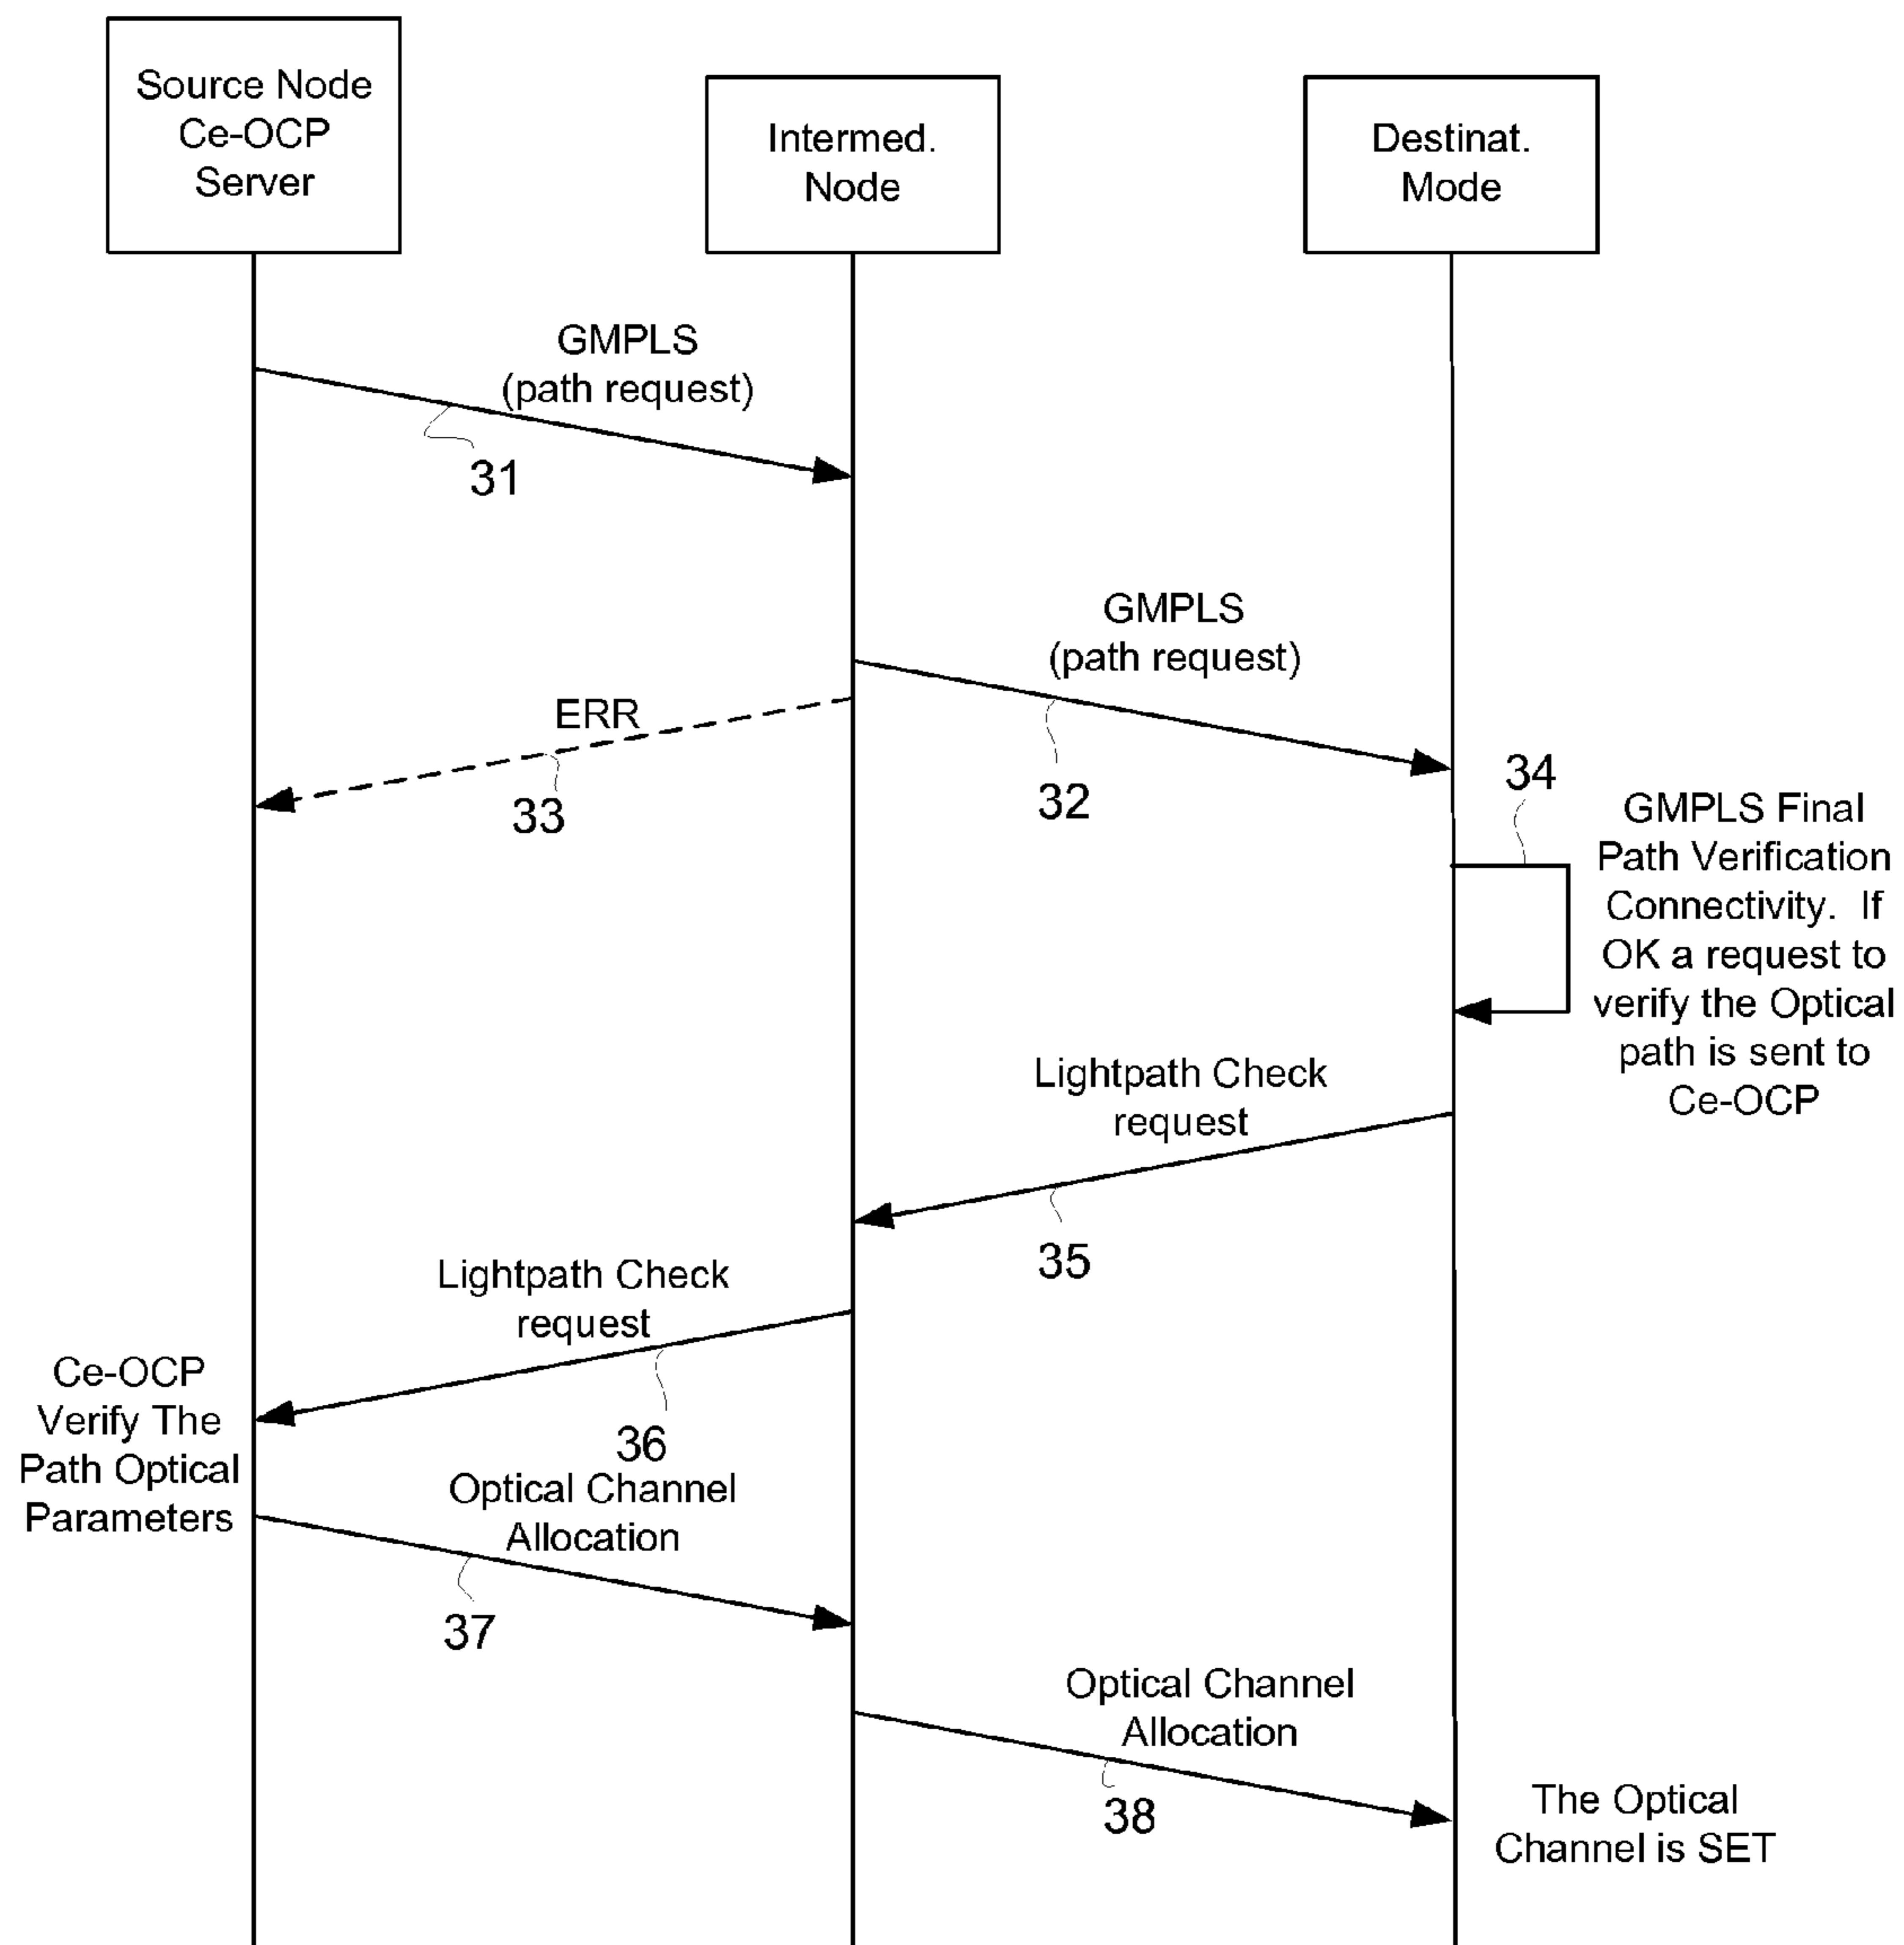 Source Node
Ce-OCP
Server
Intermed.
Node
Destinat.
Mode
GMPLS
(path request)
31
GMPLS
(path request)
32
ERR
33
34
GMPLS Final
Path Verification
Connectivity. If
OK a request to
verify the Optical
path is sent to
Ce-OCP
Lightpath Check
request
35
Lightpath Check
request
36
Ce-OCP
Verify The
Path Optical
Parameters
Optical Channel
Allocation
37
Optical Channel
Allocation
38
The Optical
Channel is SET